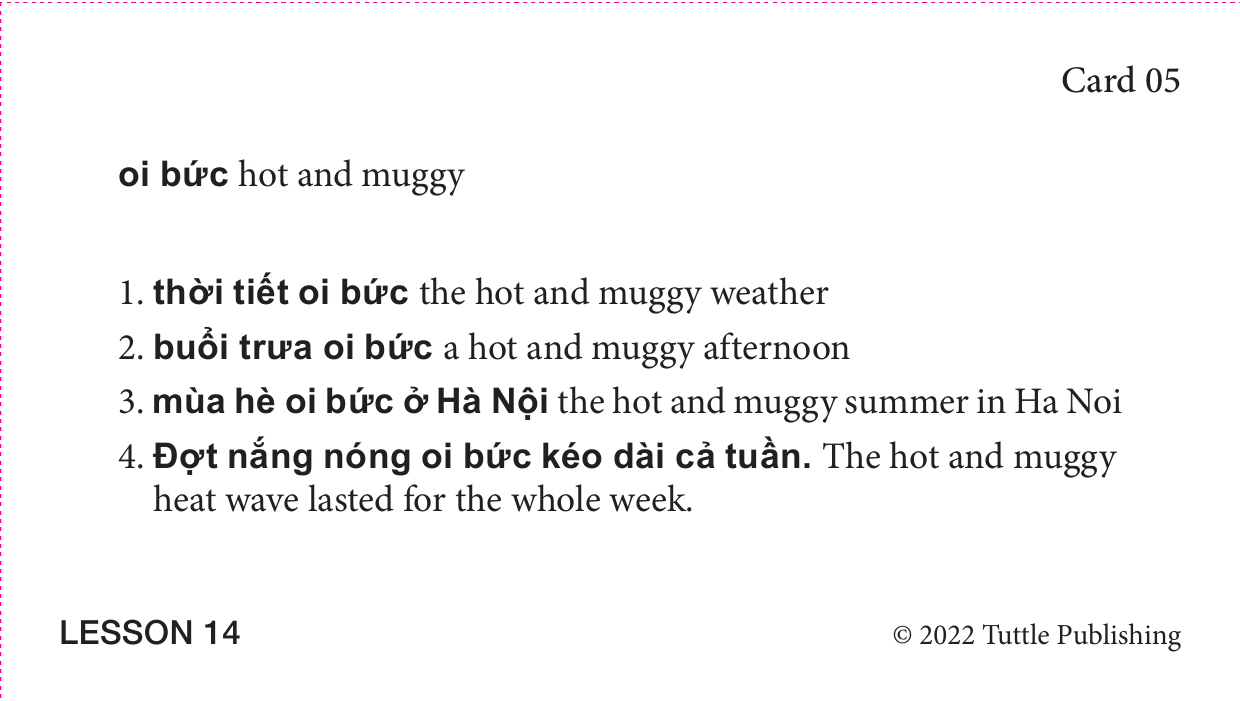 Card 05
oi bức hot and muggy
1. thời tiết oi bức the hot and muggy weather
2. buổi trưa oi bức a hot and muggy afternoon
3. mùa hè oi bức ở Hà Nội the hot and muggy summer in Ha Noi
4. Đợt nắng nóng oi bức kéo dài cả tuần. The hot and muggy
heat wave lasted for the whole week.
LESSON 14
© 2022 Tuttle Publishing